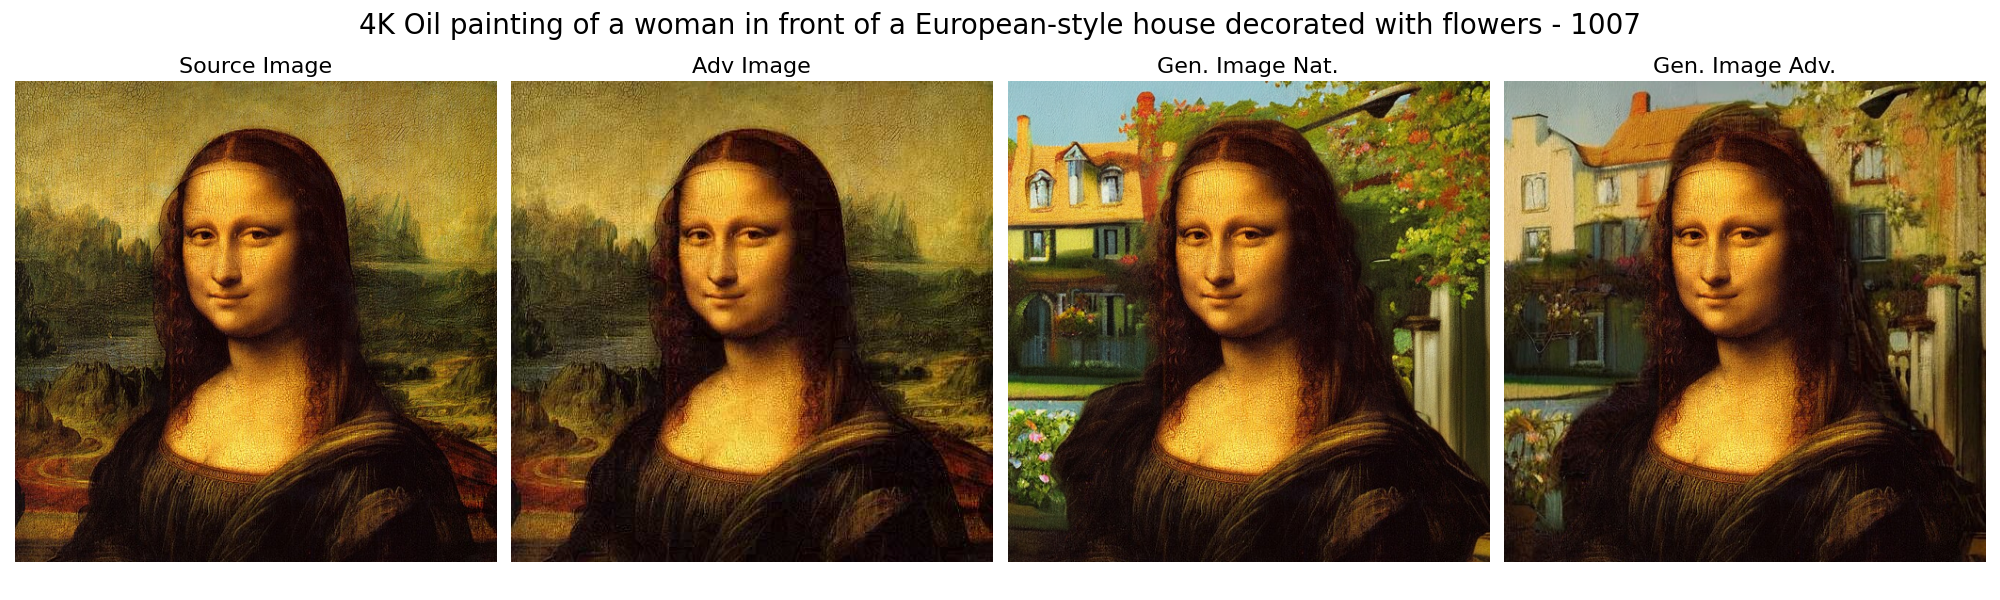 4K Oil painting of a woman in front of a European-style house decorated with flowers - 1007
Source Image
Adv Image
Gen. Image Nat.
Gen. Image Adv.